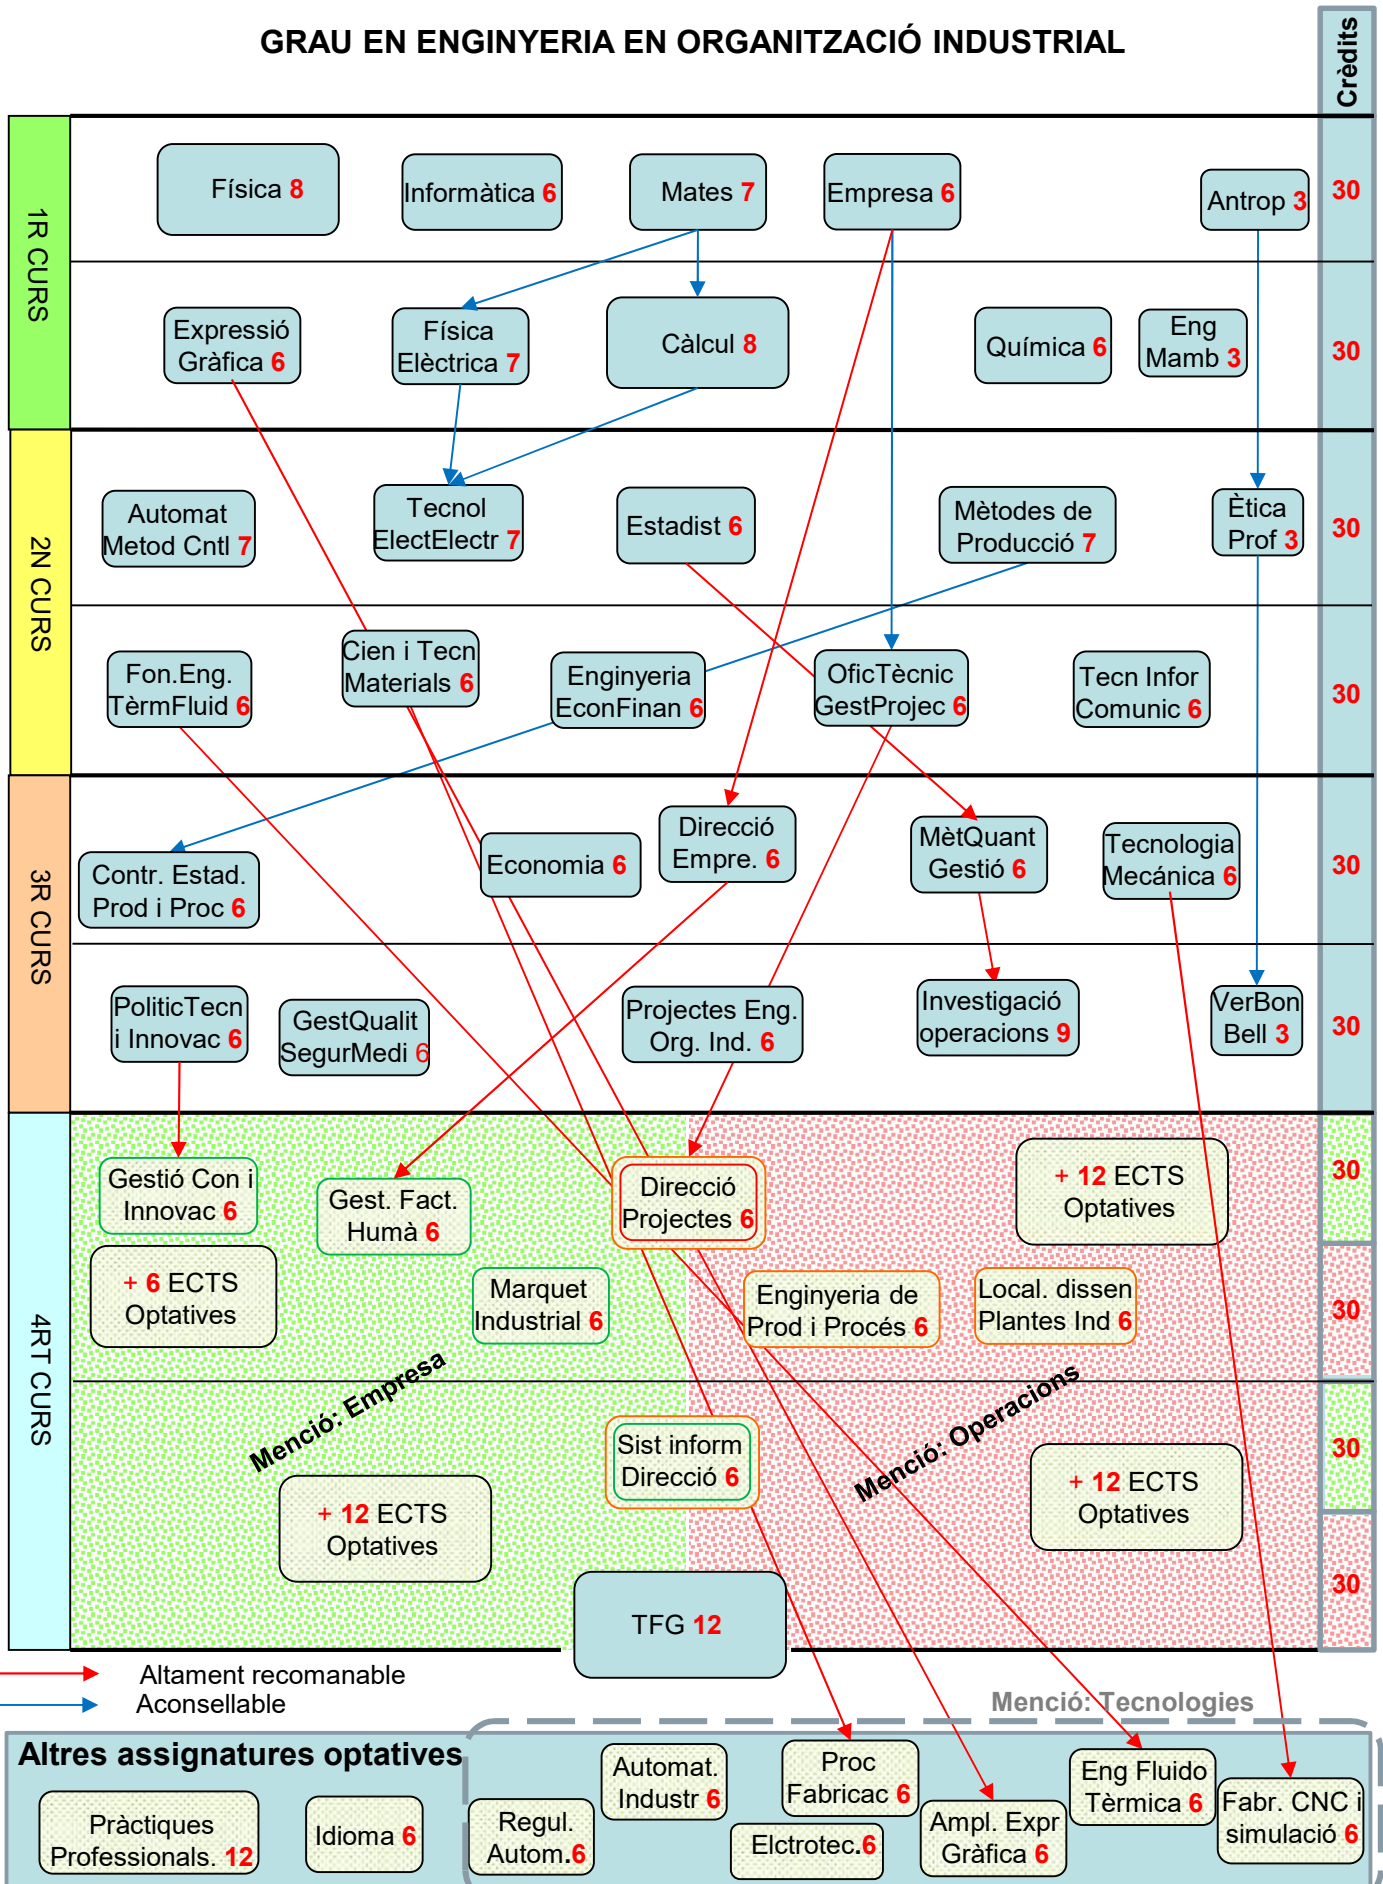 GRAU EN ENGINYERIA EN ORGANITZACIÓ INDUSTRIAL
Crèdits
1R CURS
Física 8
Informàtica 6
Mates 7
Empresa 6
Antrop 3
30
Expressió
Gràfica 6
Física
Elèctrica 7
Càlcul 8
Química 6
Eng
Mamb 3
30
2N CURS
Automat
Metod Cntl 7
Tecnol
ElectElectr 7
Estadist 6
Mètodes de
Producció 7
Ètica
Prof 3
30
Fon.Eng.
TèrmFluid 6
Cien i Tecn
Materials 6
Enginyeria
EconFinan 6
OficTècnic
GestProjec 6
Tecn Infor
Comunic 6
30
3R CURS
Contr. Estad.
Prod i Proc 6
Economia 6
Direcció
Empre. 6
MètQuant
Gestió 6
Tecnologia
Mecánica 6
30
PoliticTecn
i Innovac 6
GestQualit
SegurMedi 6
Projectes Eng.
Org. Ind. 6
Investigació
operacions 9
VerBon
Bell 3
30
4RT CURS
Gestió Con i
Innovac 6
Gest. Fact.
Humà 6
Direcció
Projectes 6
+ 12 ECTS
Optatives
30
+ 6 ECTS
Optatives
Marquet
Industrial 6
Enginyeria de
Prod i Procés 6
Local. dissen
Plantes Ind 6
30
Menció: Empresa
Menció: Operacions
Sist inform
Direcció 6
30
+ 12 ECTS
Optatives
+ 12 ECTS
Optatives
30
TFG 12
Altament recomanable
Aconsellable
Menció: Tecnologies
Altres assignatures optatives
Pràctiques
Professionals. 12
Idioma 6
Regul.
Autom.6
Automat.
Industr 6
Elctrotec.6
Proc
Fabricac 6
Ampl. Expr
Gràfica 6
Eng Fluido
Tèrmica 6
Fabr. CNC i
simulació 6